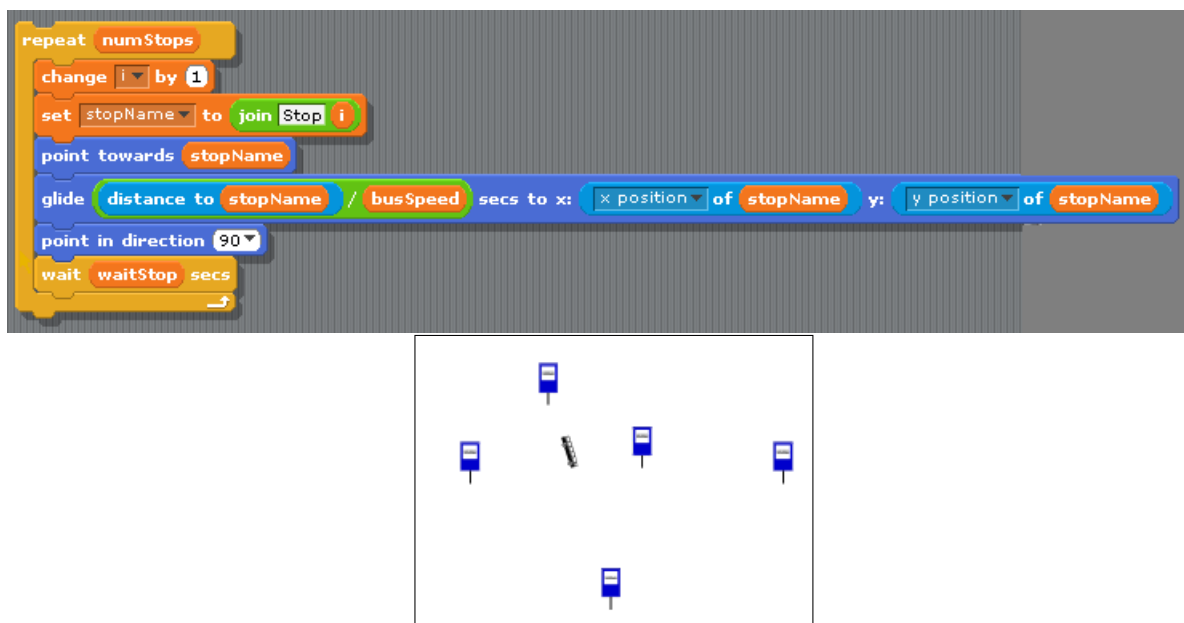 repeat numStops
change i by 1
set stopName to join Stop i
point towards stopName
glide distance to stopName / busSpeed secs to x: x position of stopName y: y position of stopName
point in direction 90
wait waitStop secs